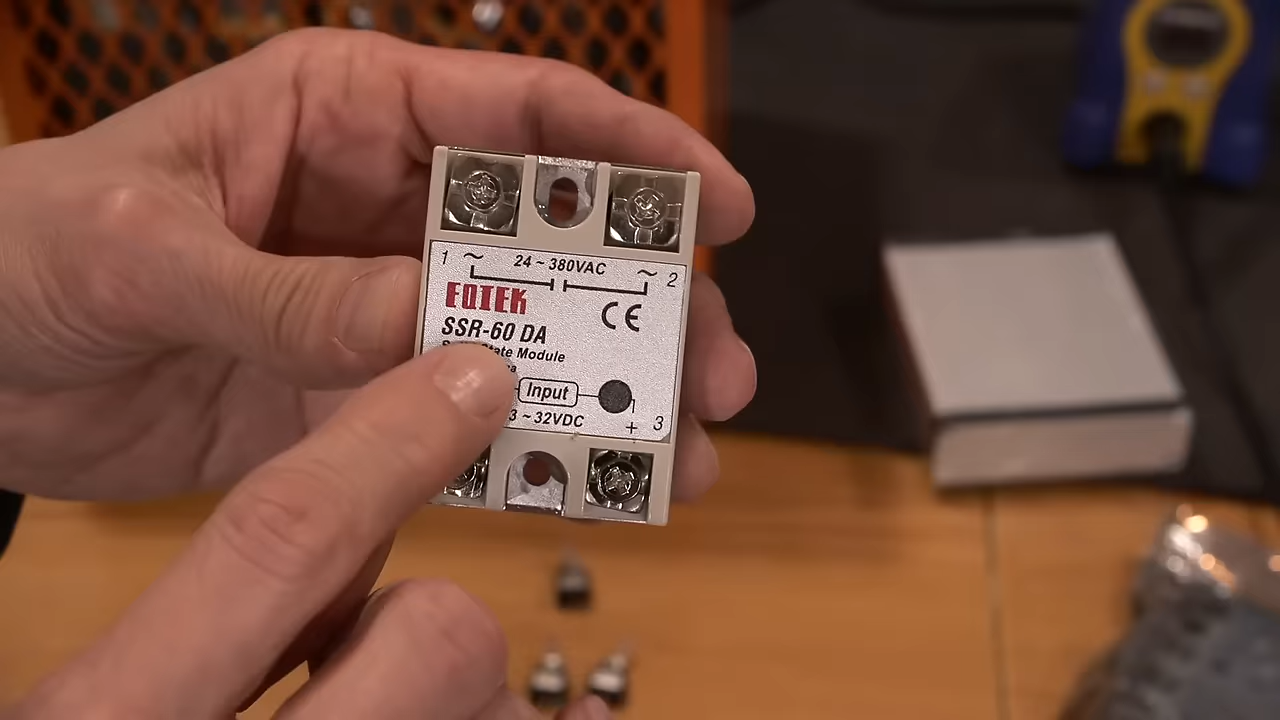 1 ~ 24 ~ 380VAC ~ 2
FOTEK
CE
SSR-60 DA
State Module
Input
3 ~ 32VDC
+ 3